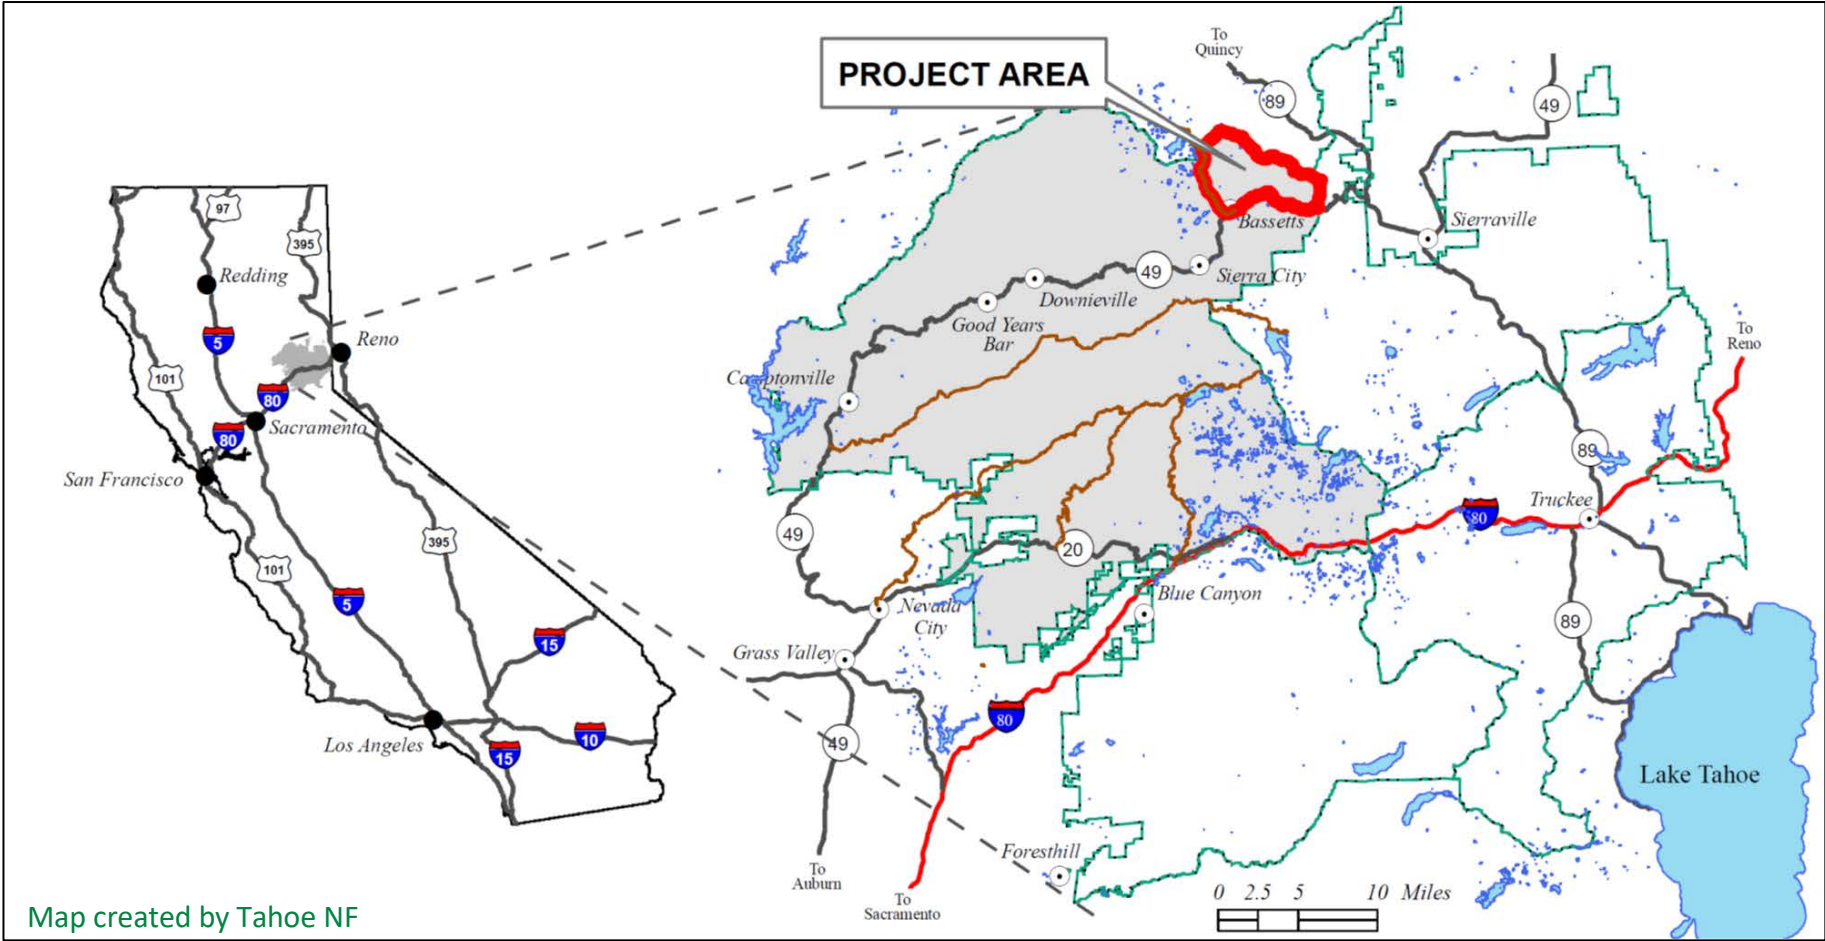 To
Quincy
PROJECT AREA
89
49
97
395
Redding
5
Reno
101
80
Sacramento
80
San Francisco
395
101
5
15
Los Angeles
15
10
Bassetts
Sierraville
49
Sierra City
Downieville
Good Years
Bar
Camptonville
To
Reno
89
Truckee
80
49
20
Blue Canyon
Nevada
City
Grass Valley
89
80
49
Lake Tahoe
Foresthill
To
Auburn
To
Sacramento
0 2.5 5 10 Miles
Map created by Tahoe NF